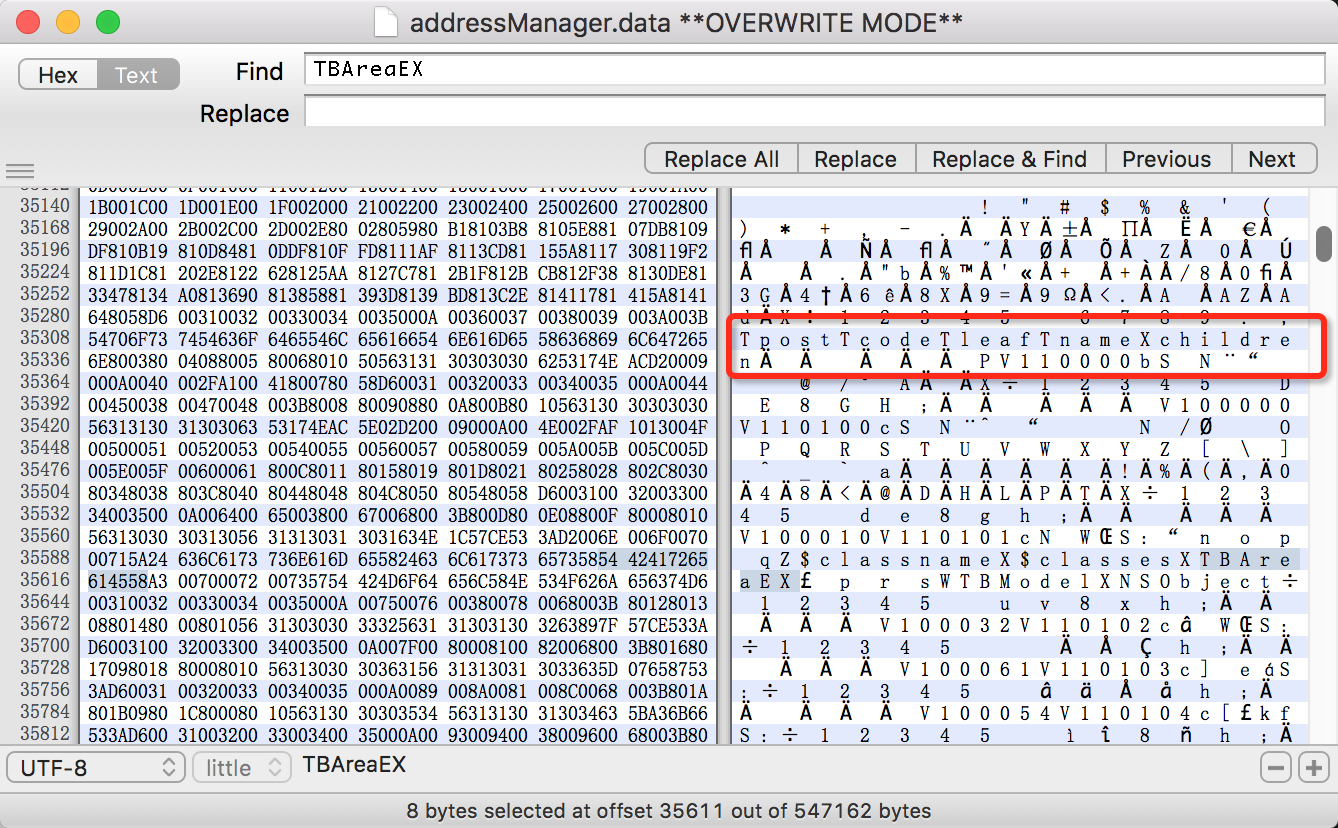 addressManager.data **OVERWRITE MODE**
Hex Text Find TBAreaEX
Replace
Replace All Replace Replace & Find Previous Next
35140 1B001C00 1D001E00 1F002000 21002200 23002400 25002600 27002800 ! " # $ % & ' (
35168 29002A00 2B002C00 2D002E80 02805980 B18103B8 8105E881 07DB8109 ) * + , - . Ä ÄYÄ±Å ∏Å ËÅ €Å
35196 DF810B19 810D8481 0DDF810F FD8111AF 8113CD81 155A8117 308119F2
35224 811D1C81 202E8122 628125AA 8127C781 2B1F812B CB812F38 8130DE81
35252 33478134 A0813690 81385881 393D8139 BD813C2E 81411781 415A8141 3GÅ4†Å6êÅ8XÅ9=Å9ΩÅ<.ÅA ÅAZÅA
35280 648058D6 00310032 00330034 0035000A 00360037 00380039 003A003B dÄX÷ 1 2 3 4 5 6 7 8 9 : ;
35308 54706F73 7454636F 6465546C 65616654 6E616D65 58636869 6C647265 TpostTcodeTleafTnameXchildre
35336 6E800380 04088005 80068010 50563131 30303030 6253174E ACD20009 nÄ Ä Ä Ä Ä PV110000bS N¨“
35364 000A0040 002FA100 41800780 58D60031 00320033 00340035 000A0044 @ /° AÄ ÄX÷ 1 2 3 4 5 D
35392 00450038 00470048 003B8008 80090880 0A800B80 10563130 30303030 E 8 G H ;Ä Ä Ä Ä Ä V100000
35420 56313130 31303063 53174EAC 5E02D200 09000A00 4E002FAF 1013004F V110100cS N¨^ “ N /Ø O
35448 00500051 00520053 00540055 00560057 00580059 005A005B 005C005D P Q R S T U V W X Y Z [ \ ]
35476 005E005F 00600061 800C8011 80158019 801D8021 80258028 802C8030 ^ _ ` aÄ Ä Ä Ä Ä Ä!Ä%Ä(Ä,Ä0
35504 80348038 803C8040 80448048 804C8050 80548058 D6003100 32003300 Ä4Ä8Ä<Ä@ÄDÄHÄLÄPÄTÄX÷ 1 2 3
35532 34003500 0A006400 65003800 67006800 3B800D80 0E08800F 80008010 4 5 d e 8 g h ;Ä Ä Ä Ä Ä
35560 56313030 30313056 31313031 3031634E 1C57CE53 3AD2006E 006F0070 V100010V110101cN WŒS:“ n o p
35588 00715A24 636C6173 736E616D 65582463 6C617373 65735854 42417265 qZ$classnameX$classesXTBAre
35616 614558A3 00700072 00735754 424D6F64 656C584E 534F626A 656374D6 aEX£ p r sWTBModelXNSObject÷
35644 00310032 00330034 0035000A 00750076 00380078 0068003B 80128013 1 2 3 4 5 u v 8 x h ;Ä Ä
35672 08801480 00801056 31303030 33325631 31303130 3263897F 57CE533A Ä Ä Ä V100032V110102câ WŒS:
35700 D6003100 32003300 34003500 0A007F00 80008100 82006800 3B801680 ÷ 1 2 3 4 5 Ä Å Ç h ;Ä Ä
35728 17098018 80008010 56313030 30363156 31313031 3033635D 07658753 Ä Ä Ä V100061V110103c] eáS
35756 3AD60031 00320033 00340035 000A0089 008A0081 008C0068 003B801A :÷ 1 2 3 4 5 â ä Å å h ;Ä
35784 801B0980 1C800080 10563130 30303534 56313130 31303463 5BA36B66 Ä Ä Ä Ä V100054V110104c[£kf
35812 533AD600 31003200 33003400 35000A00 93009400 38009600 68003B80 S:÷ 1 2 3 4 5 ì î 8 ñ h ;Ä
UTF-8 little TBAreaEX
8 bytes selected at offset 35611 out of 547162 bytes